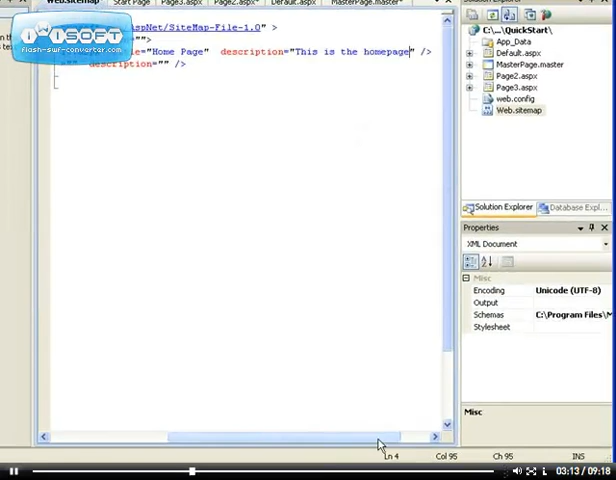 Web.sitemap Start Page Page3.aspx Page2.aspx* Default.aspx MasterPage.master*
Solution Explorer
SOFT
flash-swf-converter.com
AspNet/SiteMap-File-1.0" >
"">
le="Home Page" description="This is the homepage" />
="" description="" />
C:\...\QuickStart\
App_Data
Default.aspx
MasterPage.master
Page2.aspx
Page3.aspx
web.config
Web.sitemap
Solution Explorer Database Expl...
Properties
XML Document
Misc
Encoding Unicode (UTF-8)
Output
Schemas C:\Program Files\M
Stylesheet
Misc
Ln 4 Col 95 Ch 95 INS
03:13 / 09:18